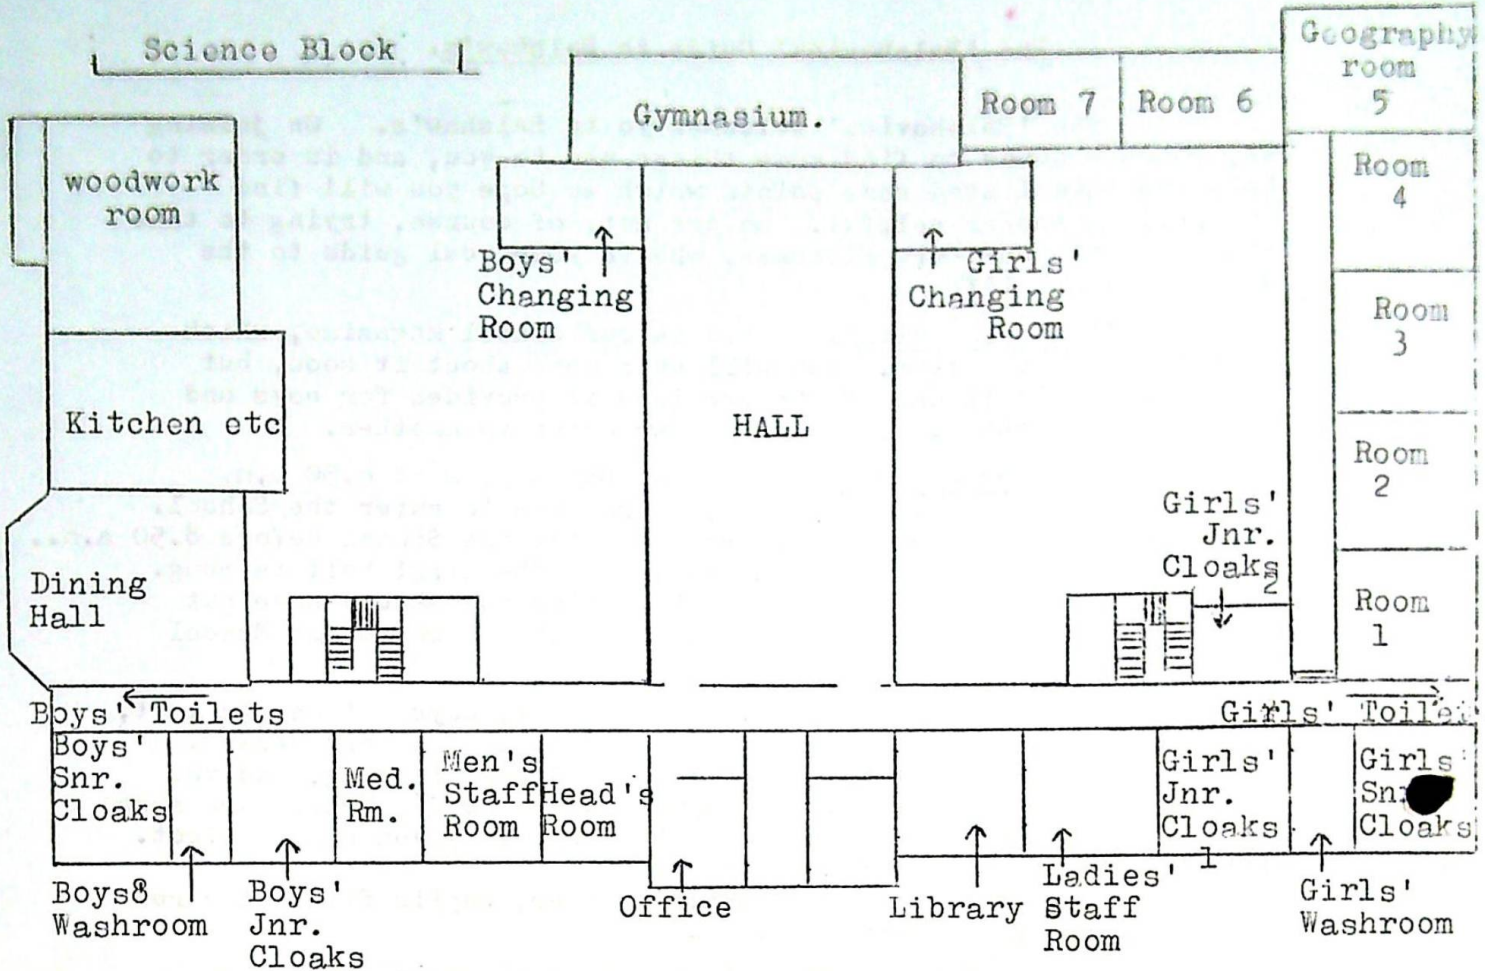 Science Block
Geography
room
5
Gymnasium.
Room 7
Room 6
Room
4
woodwork
room
Boys'
Changing
Room
Girls'
Changing
Room
Room
3
Kitchen etc
HALL
Room
2
Girls'
Jnr.
Cloaks
2
Dining
Hall
Room
1
Boys' Toilets
Girls'
Boys'
Snr.
Cloaks
Med.
Rm.
Men's
Staff
Room
Head's
Room
Girls'
Jnr.
Cloaks
1
Girls'
Cloaks
Boys8
Washroom
Boys'
Jnr.
Cloaks
Office
Library
Ladies'
Staff
Room
Girls'
Washroom
8.50 a.m..